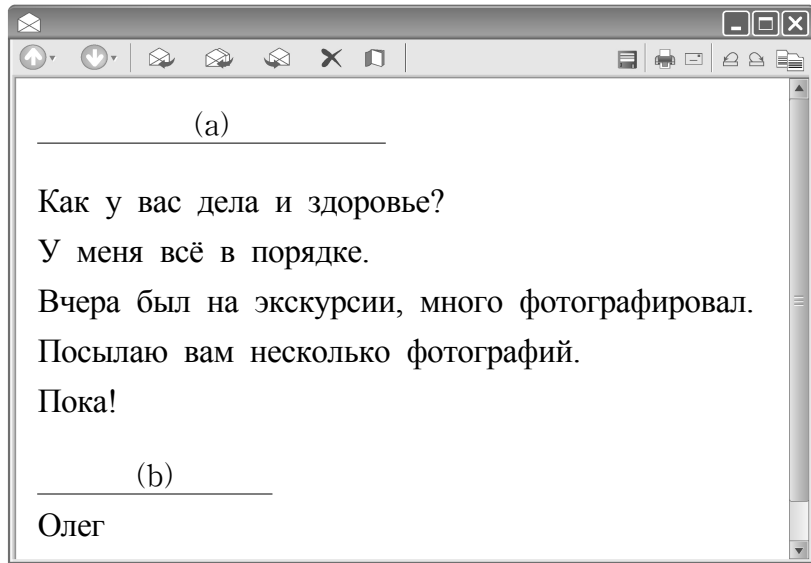 (a)
Как у вас дела и здоровье?
У меня всё в порядке.
Вчера был на экскурсии, много фотографировал.
Посылаю вам несколько фотографий.
Пока!
(b)
Олег